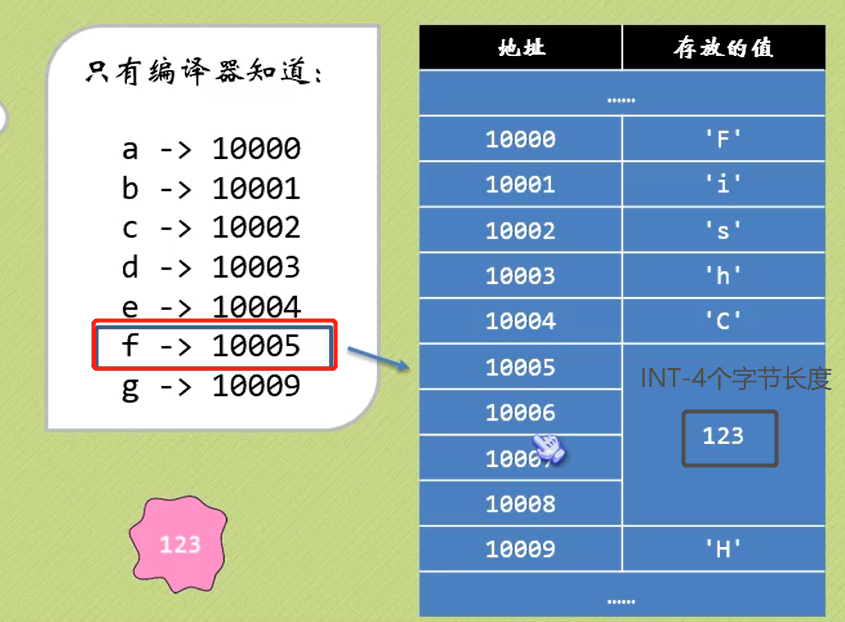 只有编译器知道:
a -> 10000
b -> 10001
c -> 10002
d -> 10003
e -> 10004
f -> 10005
g -> 10009
123
地址 存放的值
……
10000 'F'
10001 'i'
10002 's'
10003 'h'
10004 'C'
10005
INT-4个字节长度
10006
123
10007
10008
10009 'H'
……